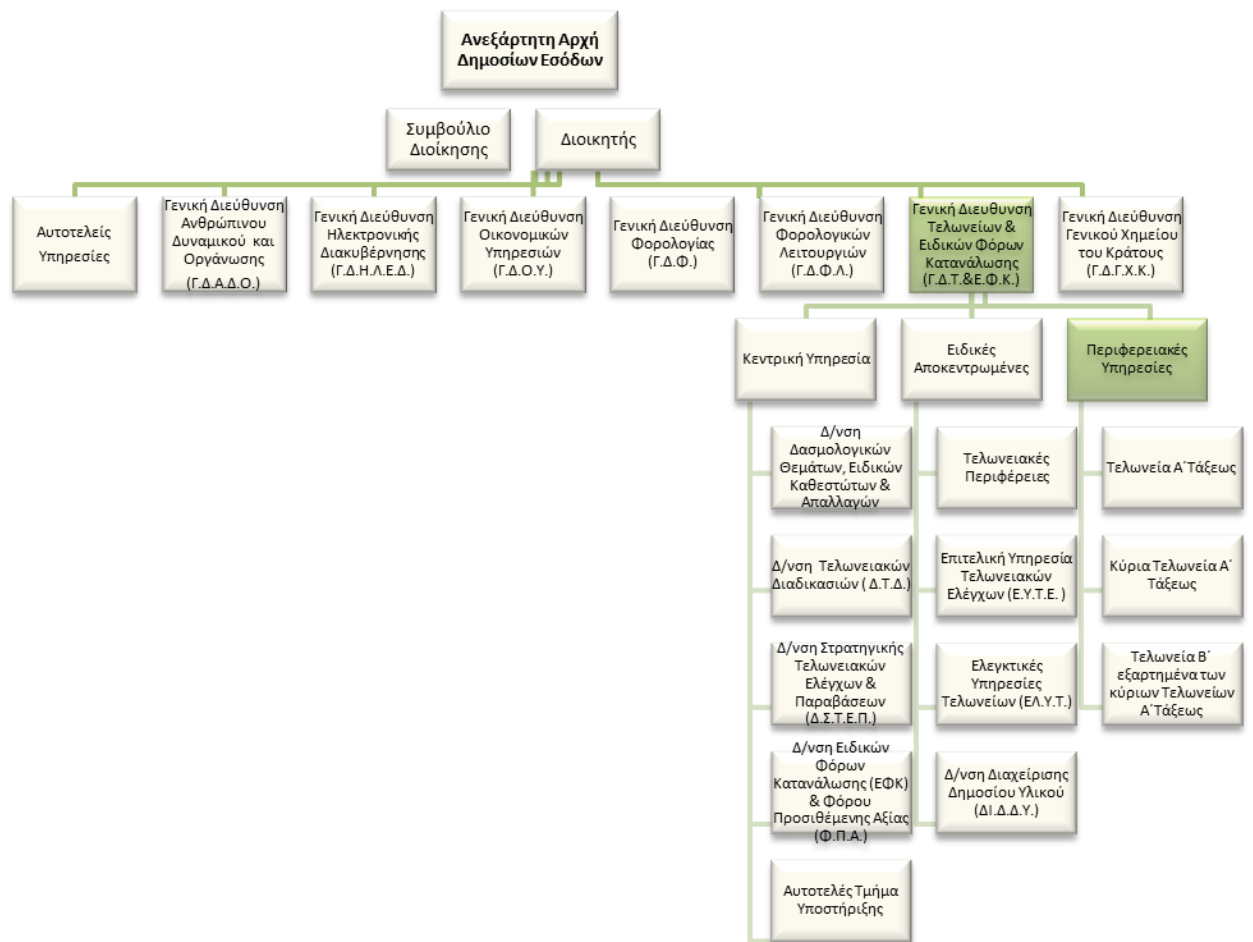 Ανεξάρτητη Αρχή
Δημοσίων Εσόδων
Συμβούλιο
Διοίκησης
Διοικητής
Αυτοτελείς
Υπηρεσίες
Γενική Διεύθυνση
Ανθρώπινου
Δυναμικού και
Οργάνωσης
(Γ.Δ.Α.Δ.Ο.)
Γενική Διεύθυνση
Ηλεκτρονικής
Διακυβέρνησης
(Γ.Δ.Η.Λ.Ε.Δ.)
Γενική Διεύθυνση
Οικονομικών
Υπηρεσιών
(Γ.Δ.Ο.Υ.)
Γενική Διεύθυνση
Φορολογίας
(Γ.Δ.Φ.)
Γενική Διεύθυνση
Φορολογικών
Λειτουργιών
(Γ.Δ.Φ.Λ.)
Γενική Διευθυνση
Τελωνείων &
Ειδικών Φόρων
Κατανάλωσης
(Γ.Δ.Τ.&Ε.Φ.Κ.)
Γενική Διεύθυνση
Γενικού Χημείου
του Κράτους
(Γ.Δ.Γ.Χ.Κ.)
Κεντρική Υπηρεσία
Ειδικές
Αποκεντρωμένες
Περιφερειακές
Υπηρεσίες
Δ/νση
Δασμολογικών
Θεμάτων, Ειδικών
Καθεστώτων &
Απαλλαγών
Δ/νση Τελωνειακών
Διαδικασιών ( Δ.Τ.Δ.)
Δ/νση Στρατηγικής
Τελωνειακών
Ελέγχων &
Παραβάσεων
(Δ.Σ.Τ.Ε.Π.)
Δ/νση Ειδικών
Φόρων
Κατανάλωσης (ΕΦΚ)
& Φόρου
Προσιθέμενης Αξίας
(Φ.Π.Α.)
Αυτοτελές Τμήμα
Υποστήριξης
Τελωνειακές
Περιφέρειες
Επιτελική Υπηρεσία
Τελωνειακών
Ελέγχων (Ε.Υ.Τ.Ε. )
Ελεγκτικές
Υπηρεσίες
Τελωνείων (ΕΛ.Υ.Τ.)
Δ/νση Διαχείρισης
Δημοσίου Υλικού
(ΔΙ.Δ.Δ.Υ.)
Τελωνεία Α΄Τάξεως
Κύρια Τελωνεία Α΄
Τάξεως
Τελωνεία Β΄
εξαρτημένα των
κύριων Τελωνείων
Α΄Τάξεως